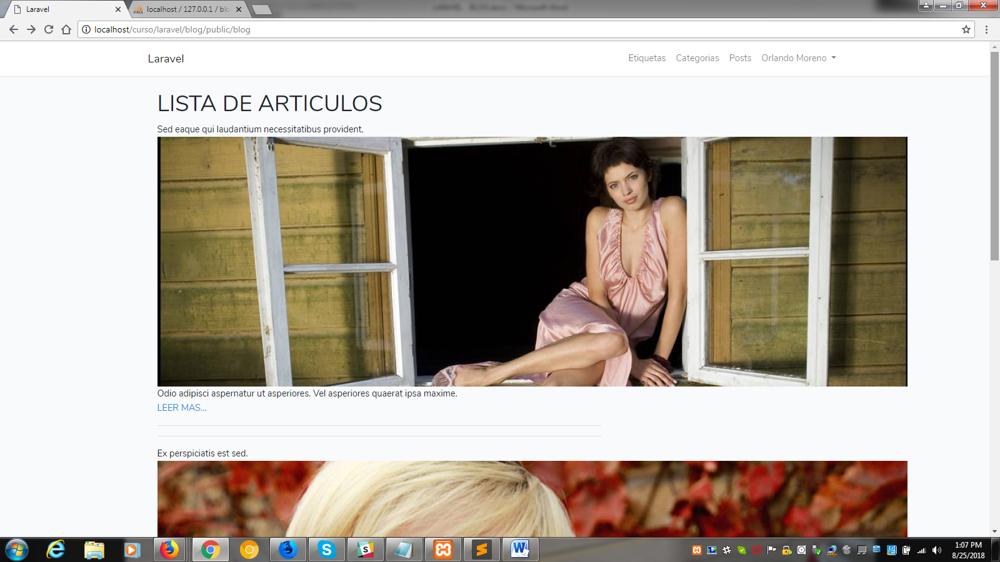 Laravel
localhost / 127.0.0.1 / blo
localhost/curso/laravel/blog/public/blog
Laravel
Etiquetas Categorias Posts Orlando Moreno
LISTA DE ARTICULOS
Sed eaque qui laudantium necessitatibus provident.
Odio adipisci aspernatur ut asperiores. Vel asperiores quaerat ipsa maxime.
LEER MAS...
Ex perspiciatis est sed.
1:07 PM
8/25/2018